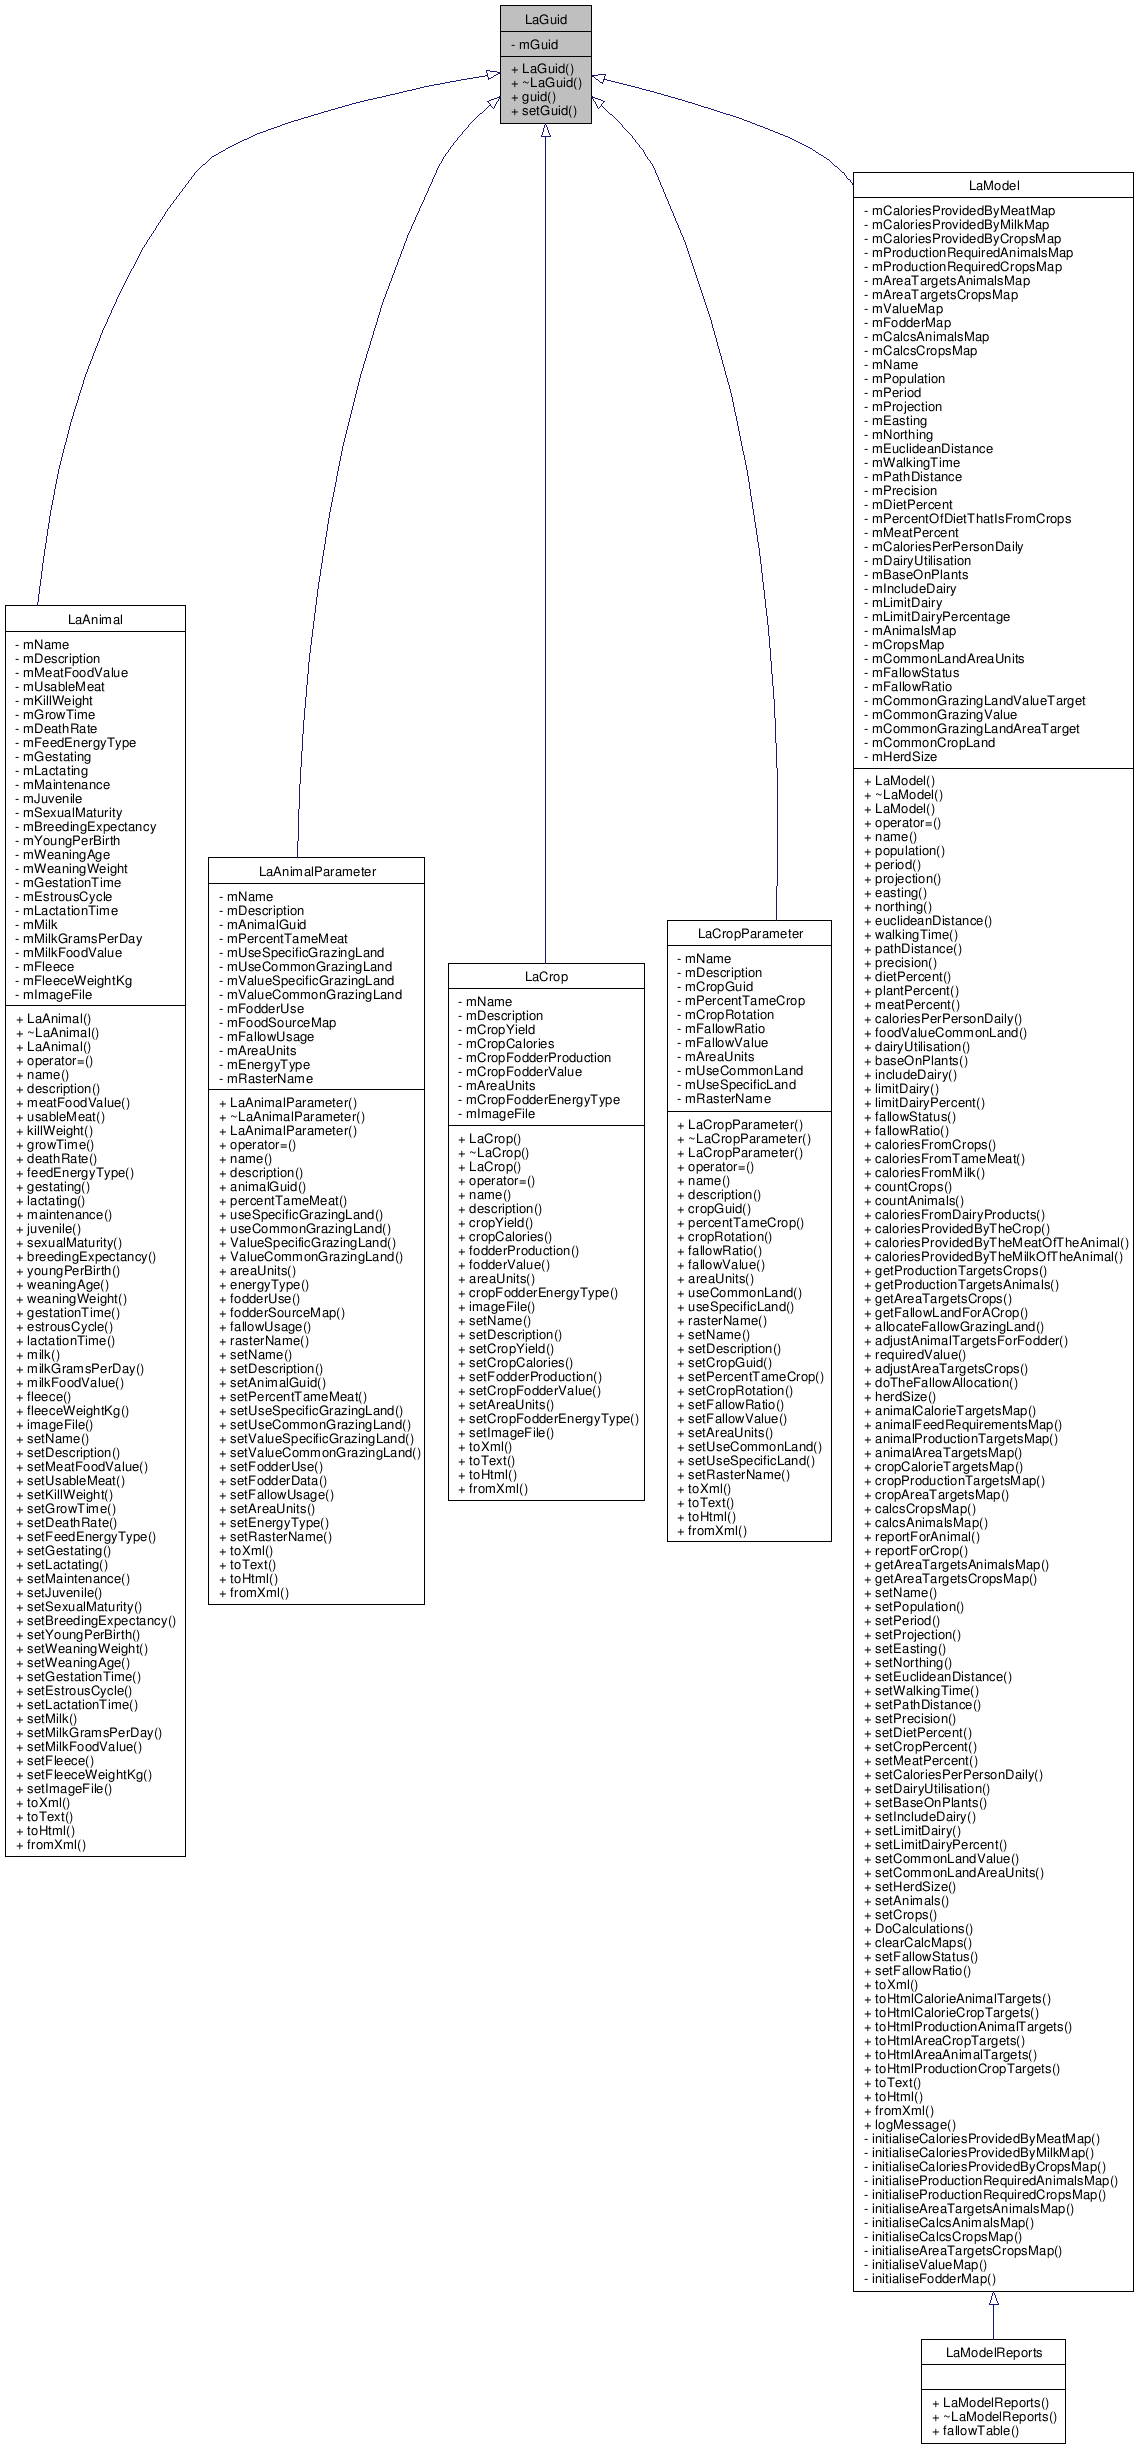 LaGuid
- mGuid
+ LaGuid()
+ ~LaGuid()
+ guid()
+ setGuid()
LaAnimal
- mName
- mDescription
- mMeatFoodValue
- mUsableMeat
- mKillWeight
- mGrowTime
- mDeathRate
- mFeedEnergyType
- mGestating
- mLactating
- mMaintenance
- mJuvenile
- mSexualMaturity
- mBreedingExpectancy
- mYoungPerBirth
- mWeaningAge
- mWeaningWeight
- mGestationTime
- mEstrousCycle
- mLactationTime
- mMilk
- mMilkGramsPerDay
- mMilkFoodValue
- mFleece
- mFleeceWeightKg
- mImageFile
+ LaAnimal()
+ ~LaAnimal()
+ LaAnimal()
+ operator=()
+ name()
+ description()
+ meatFoodValue()
+ usableMeat()
+ killWeight()
+ growTime()
+ deathRate()
+ feedEnergyType()
+ gestating()
+ lactating()
+ maintenance()
+ juvenile()
+ sexualMaturity()
+ breedingExpectancy()
+ youngPerBirth()
+ weaningAge()
+ weaningWeight()
+ gestationTime()
+ estrousCycle()
+ lactationTime()
+ milk()
+ milkGramsPerDay()
+ milkFoodValue()
+ fleece()
+ fleeceWeightKg()
+ imageFile()
+ setName()
+ setDescription()
+ setMeatFoodValue()
+ setUsableMeat()
+ setKillWeight()
+ setGrowTime()
+ setDeathRate()
+ setFeedEnergyType()
+ setGestating()
+ setLactating()
+ setMaintenance()
+ setJuvenile()
+ setSexualMaturity()
+ setBreedingExpectancy()
+ setYoungPerBirth()
+ setWeaningWeight()
+ setWeaningAge()
+ setGestationTime()
+ setEstrousCycle()
+ setLactationTime()
+ setMilk()
+ setMilkGramsPerDay()
+ setMilkFoodValue()
+ setFleece()
+ setFleeceWeightKg()
+ setImageFile()
+ toXml()
+ toText()
+ toHtml()
+ fromXml()
LaAnimalParameter
- mName
- mDescription
- mAnimalGuid
- mPercentTameMeat
- mUseSpecificGrazingLand
- mUseCommonGrazingLand
- mValueSpecificGrazingLand
- mValueCommonGrazingLand
- mFodderUse
- mFoodSourceMap
- mFallowUsage
- mAreaUnits
- mEnergyType
- mRasterName
+ LaAnimalParameter()
+ ~LaAnimalParameter()
+ LaAnimalParameter()
+ operator=()
+ name()
+ description()
+ animalGuid()
+ percentTameMeat()
+ useSpecificGrazingLand()
+ useCommonGrazingLand()
+ ValueSpecificGrazingLand()
+ ValueCommonGrazingLand()
+ areaUnits()
+ energyType()
+ fodderUse()
+ fodderSourceMap()
+ fallowUsage()
+ rasterName()
+ setName()
+ setDescription()
+ setAnimalGuid()
+ setPercentTameMeat()
+ setUseSpecificGrazingLand()
+ setUseCommonGrazingLand()
+ setValueSpecificGrazingLand()
+ setValueCommonGrazingLand()
+ setFodderUse()
+ setFodderData()
+ setFallowUsage()
+ setAreaUnits()
+ setEnergyType()
+ setRasterName()
+ toXml()
+ toText()
+ toHtml()
+ fromXml()
LaCrop
- mName
- mDescription
- mCropYield
- mCropCalories
- mCropFodderProduction
- mCropFodderValue
- mAreaUnits
- mCropFodderEnergyType
- mImageFile
+ LaCrop()
+ ~LaCrop()
+ LaCrop()
+ operator=()
+ name()
+ description()
+ cropYield()
+ cropCalories()
+ fodderProduction()
+ fodderValue()
+ areaUnits()
+ cropFodderEnergyType()
+ imageFile()
+ setName()
+ setDescription()
+ setCropYield()
+ setCropCalories()
+ setFodderProduction()
+ setCropFodderValue()
+ setAreaUnits()
+ setCropFodderEnergyType()
+ setImageFile()
+ toXml()
+ toText()
+ toHtml()
+ fromXml()
LaCropParameter
- mName
- mDescription
- mCropGuid
- mPercentTameCrop
- mCropRotation
- mFallowRatio
- mFallowValue
- mAreaUnits
- mUseCommonLand
- mUseSpecificLand
- mRasterName
+ LaCropParameter()
+ ~LaCropParameter()
+ LaCropParameter()
+ operator=()
+ name()
+ description()
+ cropGuid()
+ percentTameCrop()
+ cropRotation()
+ fallowRatio()
+ fallowValue()
+ areaUnits()
+ useCommonLand()
+ useSpecificLand()
+ rasterName()
+ setName()
+ setDescription()
+ setCropGuid()
+ setPercentTameCrop()
+ setCropRotation()
+ setFallowRatio()
+ setFallowValue()
+ setAreaUnits()
+ setUseCommonLand()
+ setUseSpecificLand()
+ setRasterName()
+ toXml()
+ toText()
+ toHtml()
+ fromXml()
LaModel
- mCaloriesProvidedByMeatMap
- mCaloriesProvidedByMilkMap
- mCaloriesProvidedByCropsMap
- mProductionRequiredAnimalsMap
- mProductionRequiredCropsMap
- mAreaTargetsAnimalsMap
- mAreaTargetsCropsMap
- mValueMap
- mFodderMap
- mCalcsAnimalsMap
- mCalcsCropsMap
- mName
- mPopulation
- mPeriod
- mProjection
- mEasting
- mNorthing
- mEuclideanDistance
- mWalkingTime
- mPathDistance
- mPrecision
- mDietPercent
- mPercentOfDietThatIsFromCrops
- mMeatPercent
- mCaloriesPerPersonDaily
- mDairyUtilisation
- mBaseOnPlants
- mIncludeDairy
- mLimitDairy
- mLimitDairyPercentage
- mAnimalsMap
- mCropsMap
- mCommonLandAreaUnits
- mFallowStatus
- mFallowRatio
- mCommonGrazingLandValueTarget
- mCommonGrazingValue
- mCommonGrazingLandAreaTarget
- mCommonCropLand
- mHerdSize
+ LaModel()
+ ~LaModel()
+ LaModel()
+ operator=()
+ name()
+ population()
+ period()
+ projection()
+ easting()
+ northing()
+ euclideanDistance()
+ walkingTime()
+ pathDistance()
+ precision()
+ dietPercent()
+ plantPercent()
+ meatPercent()
+ caloriesPerPersonDaily()
+ foodValueCommonLand()
+ dairyUtilisation()
+ baseOnPlants()
+ includeDairy()
+ limitDairy()
+ limitDairyPercent()
+ fallowStatus()
+ fallowRatio()
+ caloriesFromCrops()
+ caloriesFromTameMeat()
+ caloriesFromMilk()
+ countCrops()
+ countAnimals()
+ caloriesFromDairyProducts()
+ caloriesProvidedByTheCrop()
+ caloriesProvidedByTheMeatOfTheAnimal()
+ caloriesProvidedByTheMilkOfTheAnimal()
+ getProductionTargetsCrops()
+ getProductionTargetsAnimals()
+ getAreaTargetsCrops()
+ getFallowLandForACrop()
+ allocateFallowGrazingLand()
+ adjustAnimalTargetsForFodder()
+ requiredValue()
+ adjustAreaTargetsCrops()
+ doTheFallowAllocation()
+ herdSize()
+ animalCalorieTargetsMap()
+ animalFeedRequirementsMap()
+ animalProductionTargetsMap()
+ animalAreaTargetsMap()
+ cropCalorieTargetsMap()
+ cropProductionTargetsMap()
+ cropAreaTargetsMap()
+ calcsCropsMap()
+ calcsAnimalsMap()
+ reportForAnimal()
+ reportForCrop()
+ getAreaTargetsAnimalsMap()
+ getAreaTargetsCropsMap()
+ setName()
+ setPopulation()
+ setPeriod()
+ setProjection()
+ setEasting()
+ setNorthing()
+ setEuclideanDistance()
+ setWalkingTime()
+ setPathDistance()
+ setPrecision()
+ setDietPercent()
+ setCropPercent()
+ setMeatPercent()
+ setCaloriesPerPersonDaily()
+ setDairyUtilisation()
+ setBaseOnPlants()
+ setIncludeDairy()
+ setLimitDairy()
+ setLimitDairyPercent()
+ setCommonLandValue()
+ setCommonLandAreaUnits()
+ setHerdSize()
+ setAnimals()
+ setCrops()
+ DoCalculations()
+ clearCalcMaps()
+ setFallowStatus()
+ setFallowRatio()
+ toXml()
+ toHtmlCalorieAnimalTargets()
+ toHtmlCalorieCropTargets()
+ toHtmlProductionAnimalTargets()
+ toHtmlAreaCropTargets()
+ toHtmlAreaAnimalTargets()
+ toHtmlProductionCropTargets()
+ toText()
+ toHtml()
+ fromXml()
+ logMessage()
- initialiseCaloriesProvidedByMeatMap()
- initialiseCaloriesProvidedByMilkMap()
- initialiseCaloriesProvidedByCropsMap()
- initialiseProductionRequiredAnimalsMap()
- initialiseProductionRequiredCropsMap()
- initialiseAreaTargetsAnimalsMap()
- initialiseCalcsAnimalsMap()
- initialiseCalcsCropsMap()
- initialiseAreaTargetsCropsMap()
- initialiseValueMap()
- initialiseFodderMap()
LaModelReports
+ LaModelReports()
+ ~LaModelReports()
+ fallowTable()